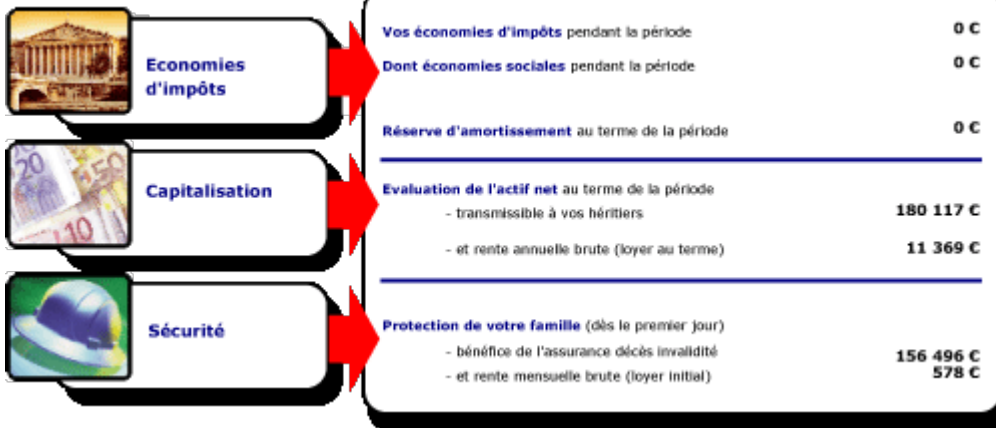 Economies
d'impôts
Vos économies d'impôts pendant la période 0 €
Dont économies sociales pendant la période 0 €
Réserve d'amortissement au terme de la période 0 €
Capitalisation
20
50
10
Evaluation de l'actif net au terme de la période
- transmissible à vos héritiers 180 117 €
- et rente annuelle brute (loyer au terme) 11 369 €
Sécurité
Protection de votre famille (dès le premier jour)
- bénéfice de l'assurance décès invalidité 156 496 €
- et rente mensuelle brute (loyer initial) 578 €